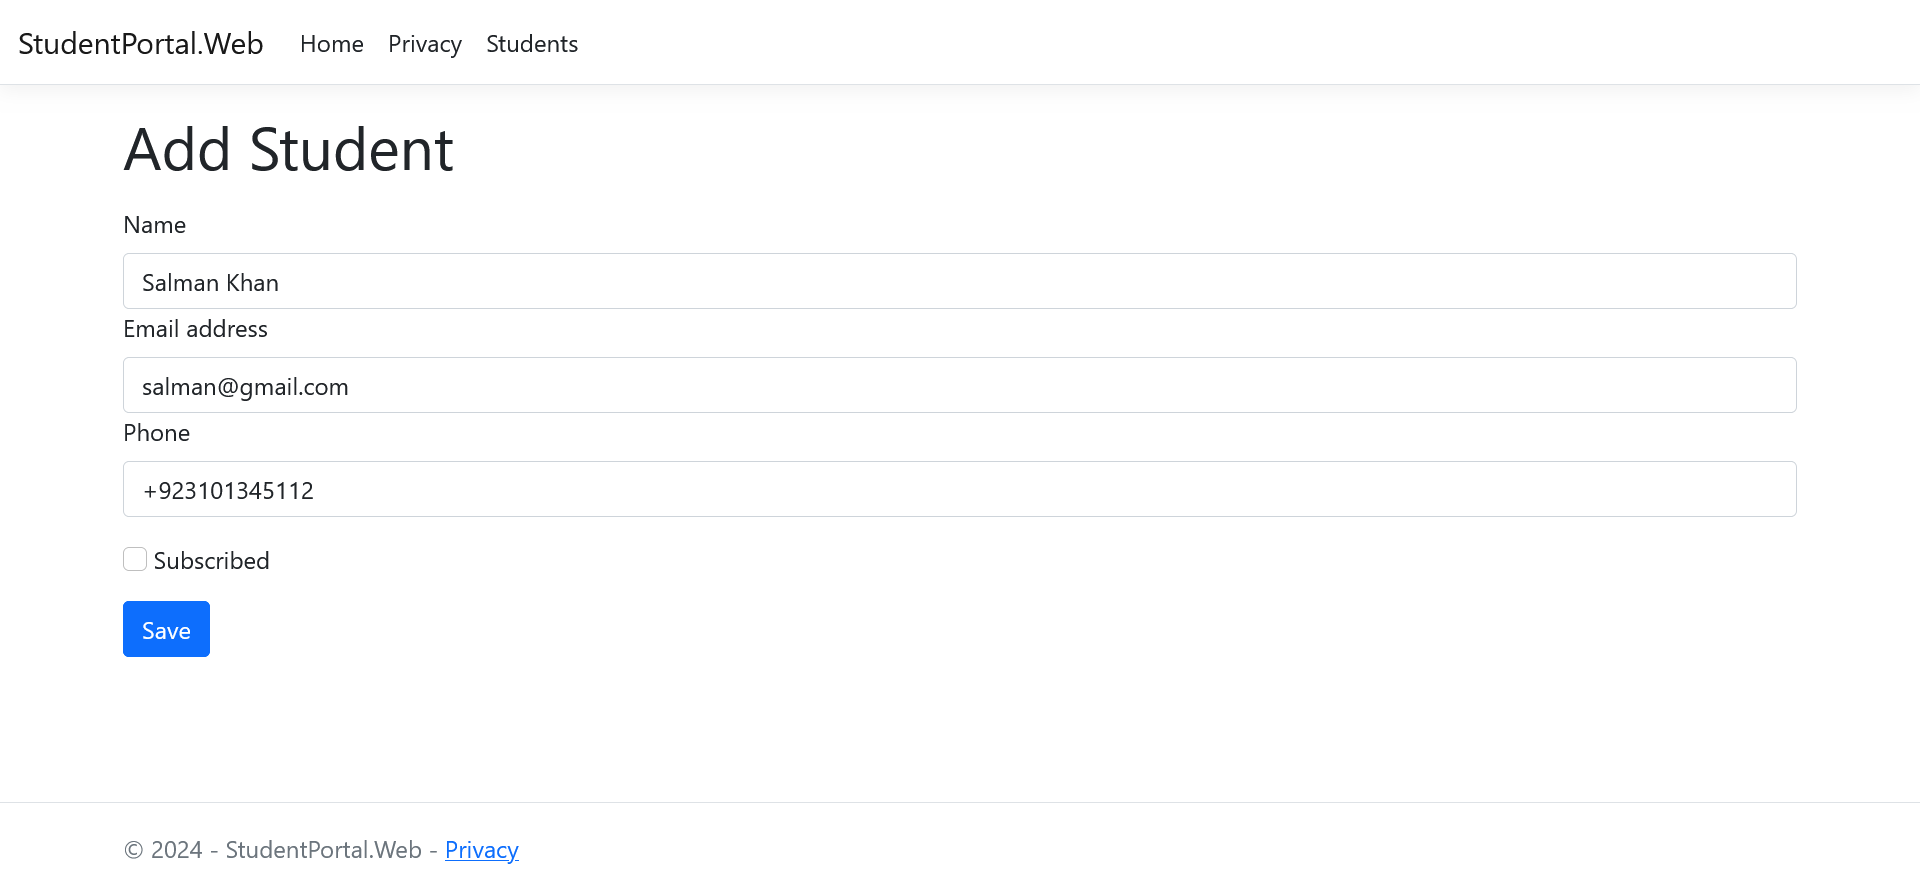 StudentPortal.Web Home Privacy Students
Add Student
Name
Salman Khan
Email address
salman@gmail.com
Phone
+923101345112
Subscribed
Save
© 2024 - StudentPortal.Web - Privacy